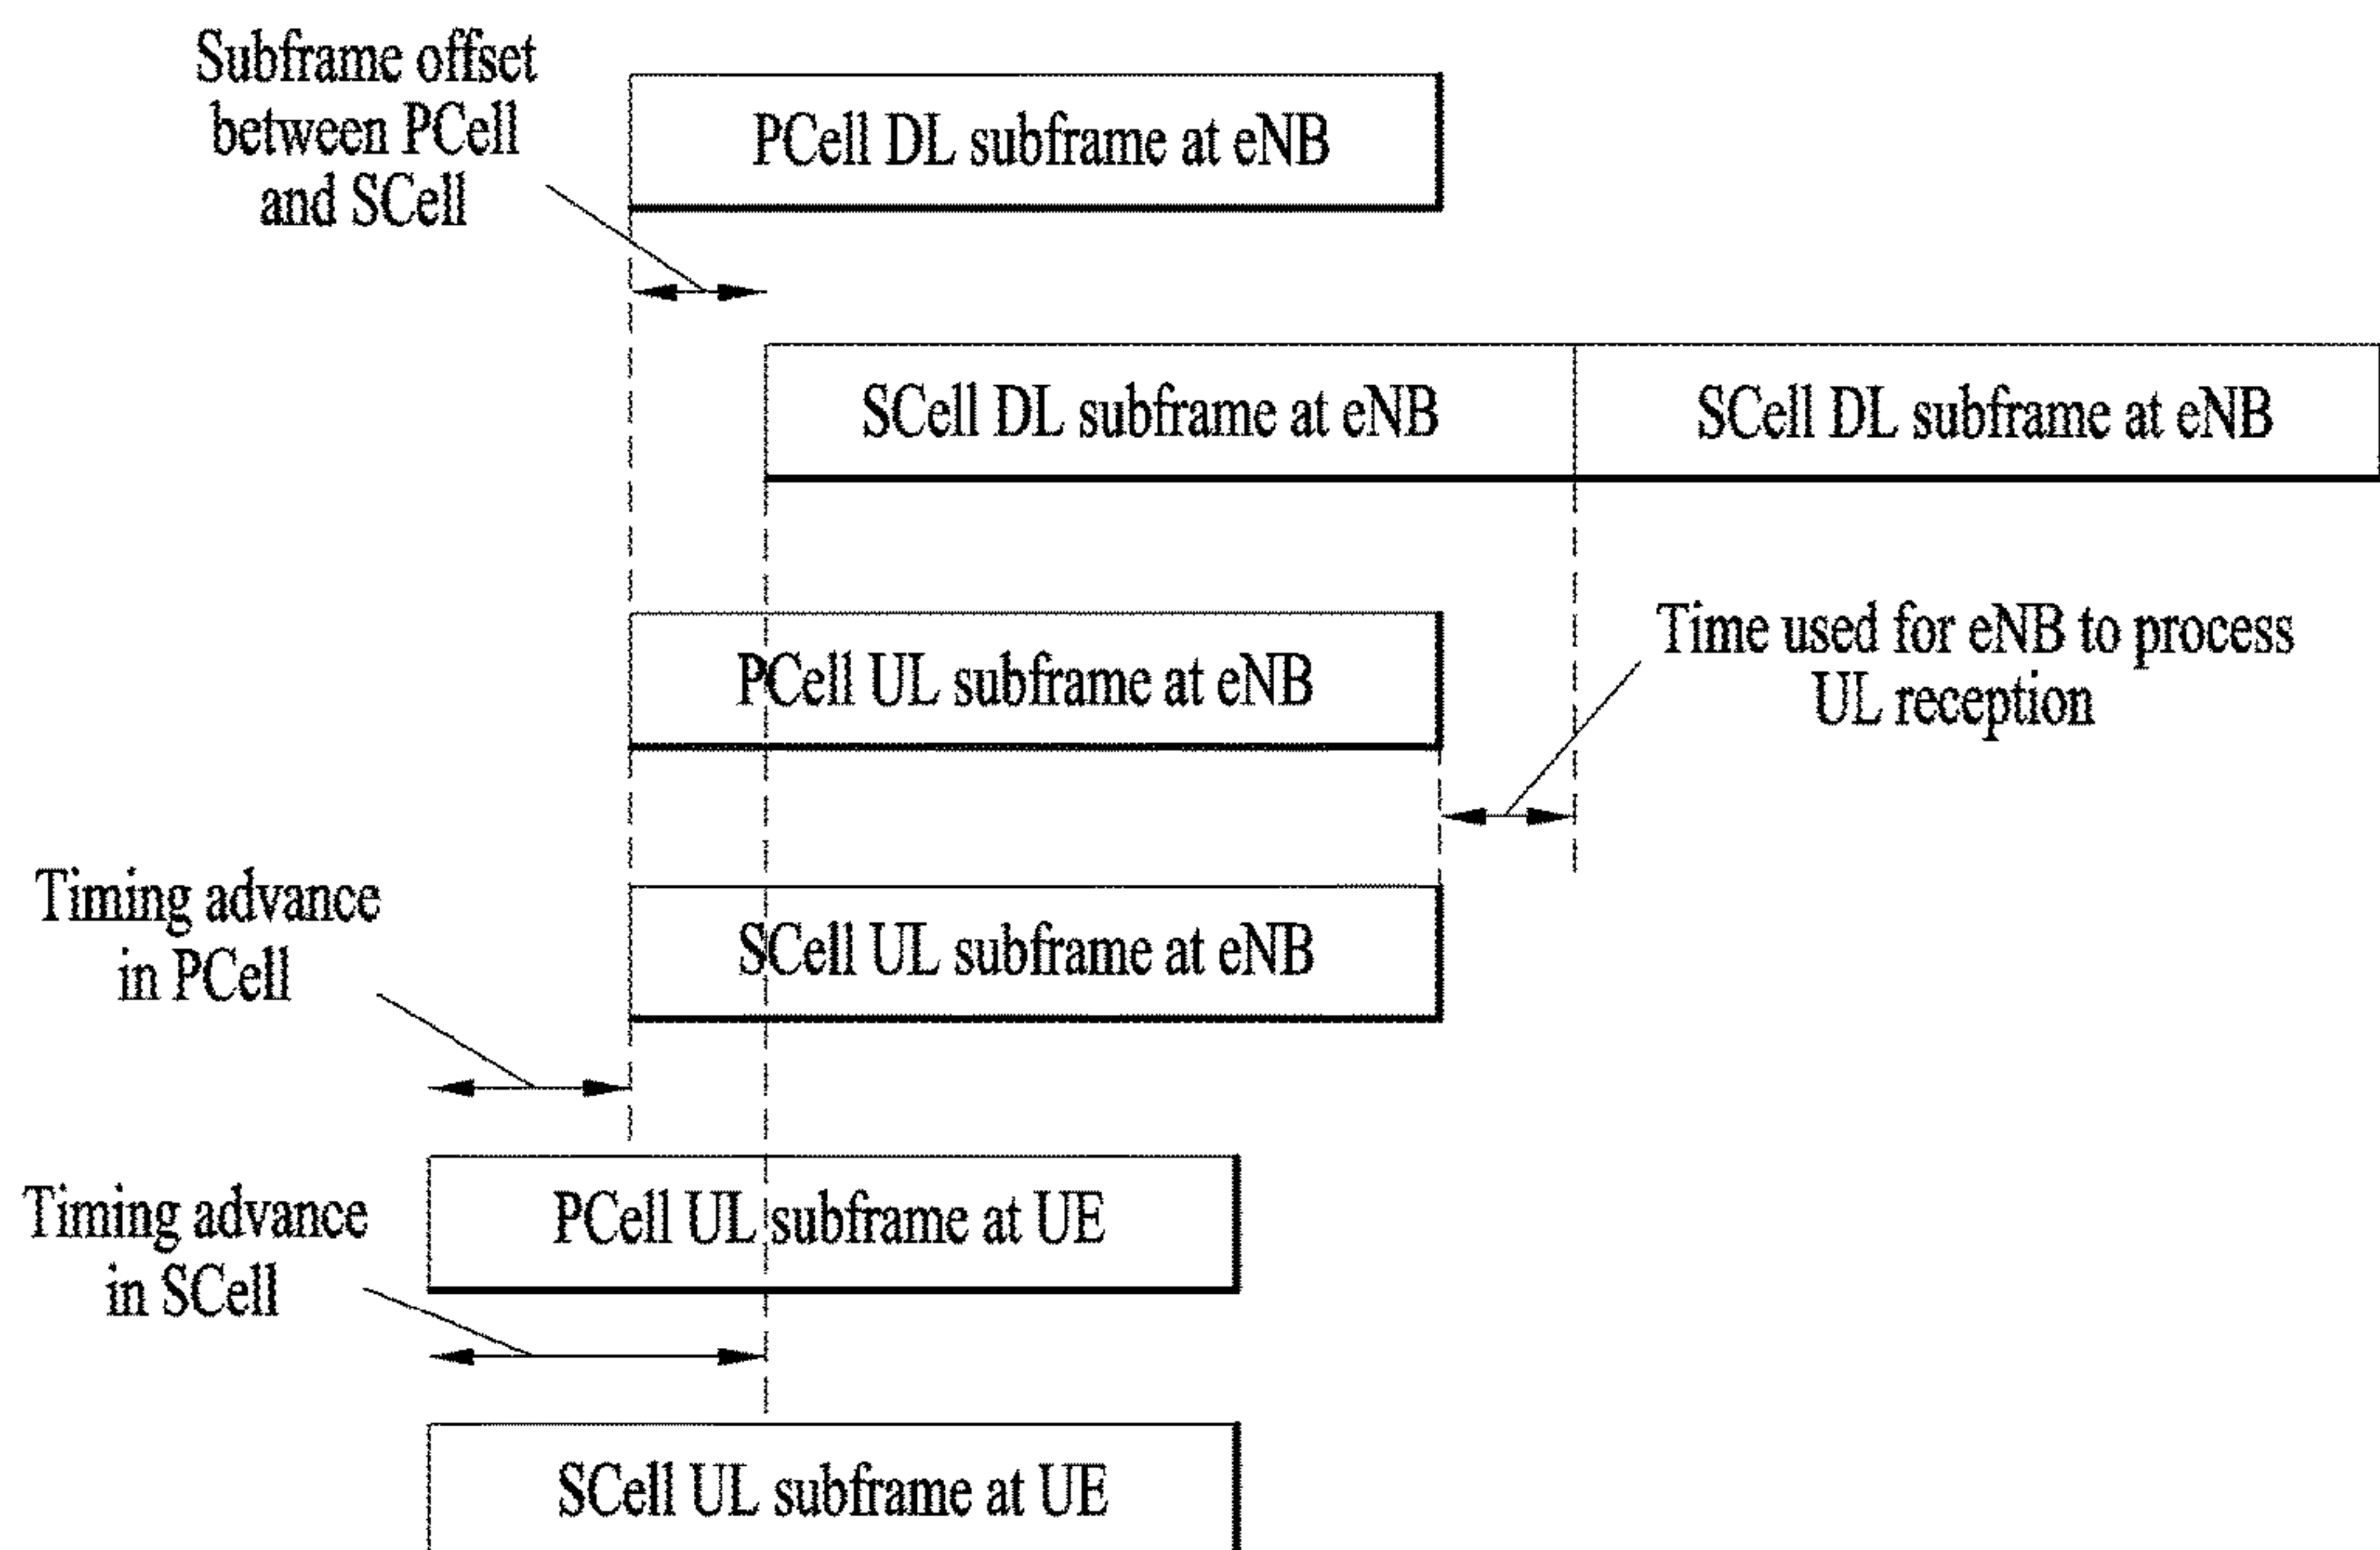 Subframe offset
between PCell
and SCell
PCell DL subframe at eNB
SCell DL subframe at eNB
SCell DL subframe at eNB
PCell UL subframe at eNB
Time used for eNB to process
UL reception
Timing advance
in PCell
SCell UL subframe at eNB
PCell UL subframe at UE
Timing advance
in SCell
SCell UL subframe at UE